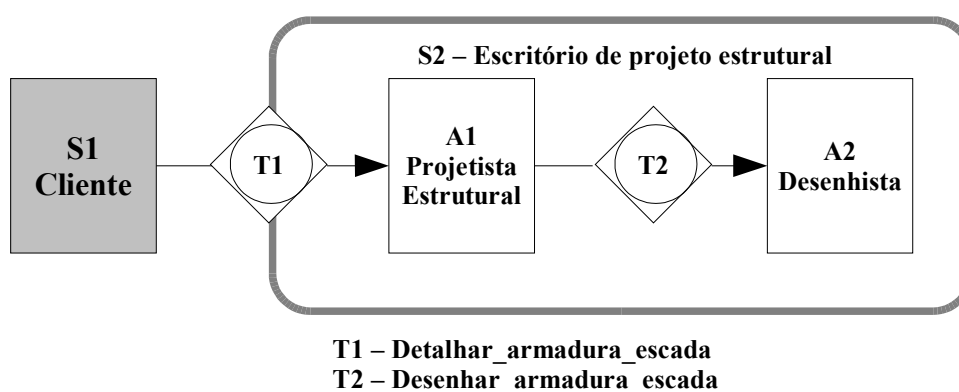 S2 – Escritório de projeto estrutural
S1
Cliente
T1
A1
Projetista
Estrutural
T2
A2
Desenhista
T1 – Detalhar_armadura_escada
T2 – Desenhar_armadura_escada